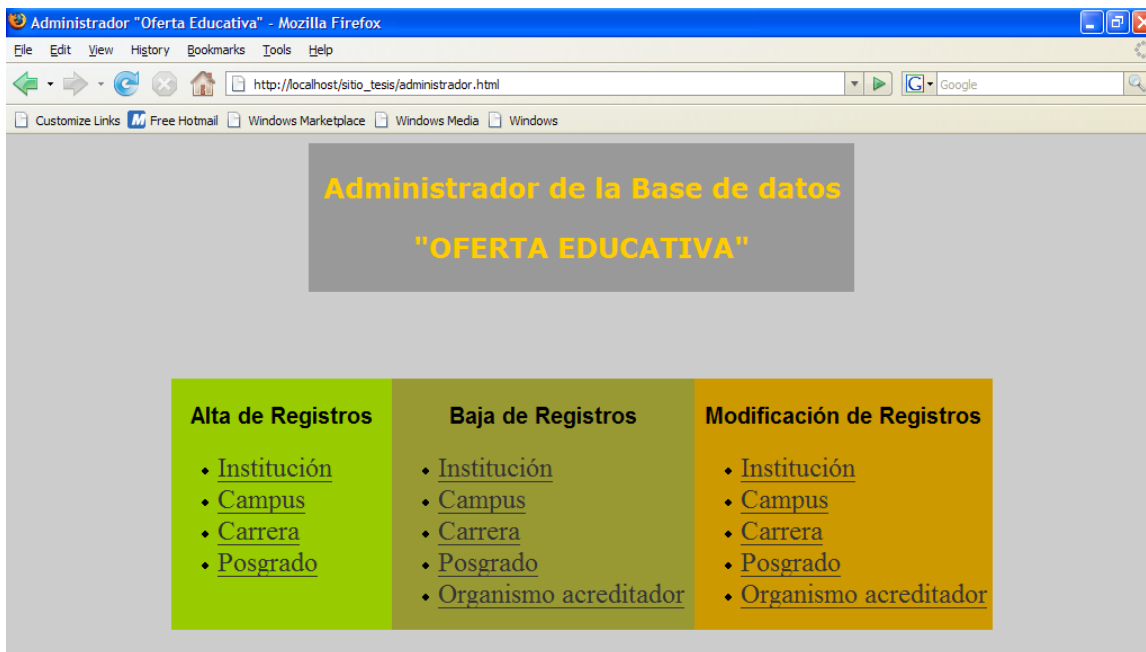 Administrador "Oferta Educativa" - Mozilla Firefox
File Edit View History Bookmarks Tools Help
http://localhost/sitio_tesis/administrador.html
G Google
Customize Links Free Hotmail Windows Marketplace Windows Media Windows
Administrador de la Base de datos
"OFERTA EDUCATIVA"
Alta de Registros
Institución
Campus
Carrera
Posgrado
Baja de Registros
Institución
Campus
Carrera
Posgrado
Organismo acreditador
Modificación de Registros
Institución
Campus
Carrera
Posgrado
Organismo acreditador